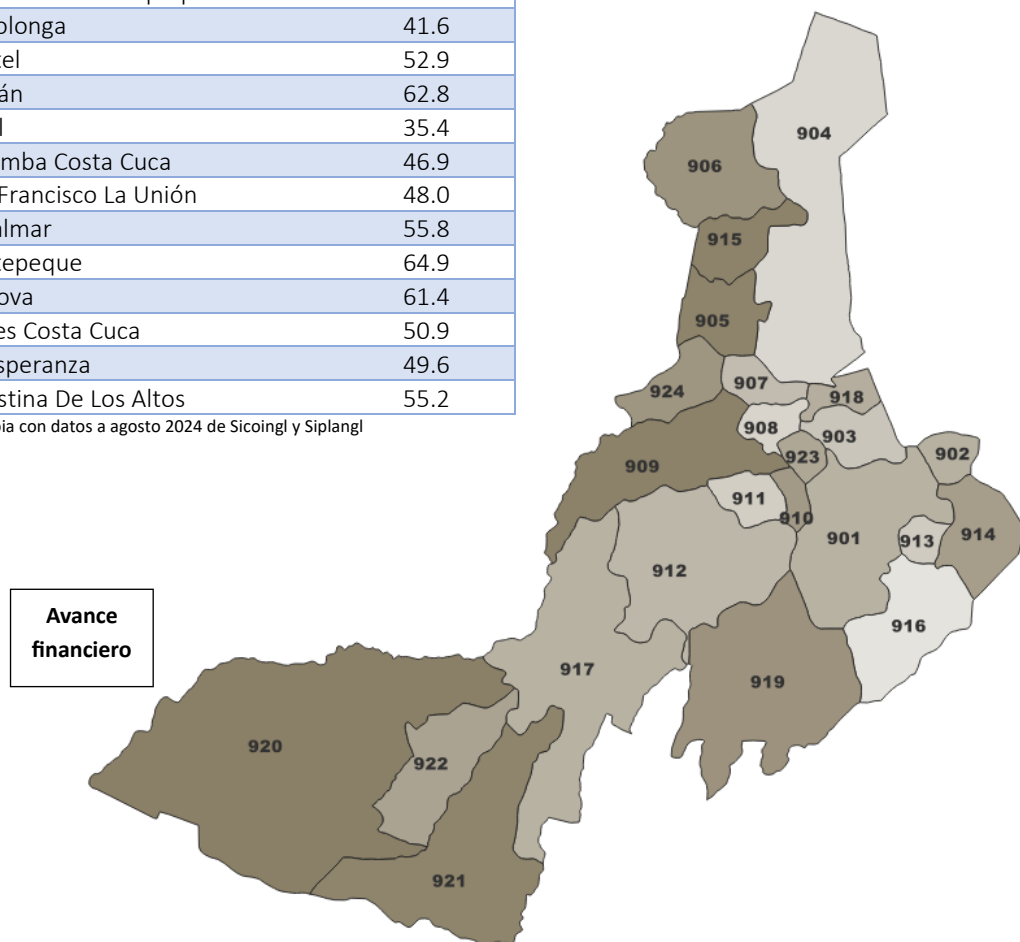 olonga 41.6
tel 52.9
án 62.8
l 35.4
mba Costa Cuca 46.9
Francisco La Unión 48.0
almar 55.8
tepeque 64.9
ova 61.4
es Costa Cuca 50.9
speranza 49.6
stina De Los Altos 55.2
ia con datos a agosto 2024 de Sicoingl y Siplangl
904
906
915
905
924
907
918
908
903
923
902
909
911
910
901
913
914
912
916
Avance
financiero
917
919
920
922
921